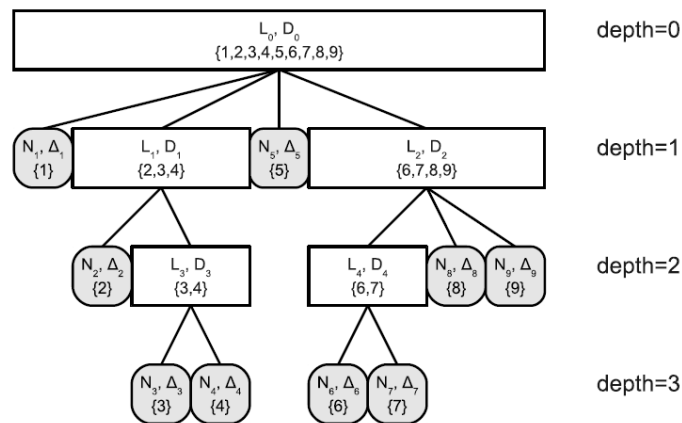 L₀, D₀
{1,2,3,4,5,6,7,8,9}
depth=0
N₁, Δ₁
{1}
L₁, D₁
{2,3,4}
N₅, Δ₅
{5}
L₂, D₂
{6,7,8,9}
depth=1
N₂, Δ₂
{2}
L₃, D₃
{3,4}
L₄, D₄
{6,7}
N₈, Δ₈
{8}
N₉, Δ₉
{9}
depth=2
N₃, Δ₃
{3}
N₄, Δ₄
{4}
N₆, Δ₆
{6}
N₇, Δ₇
{7}
depth=3